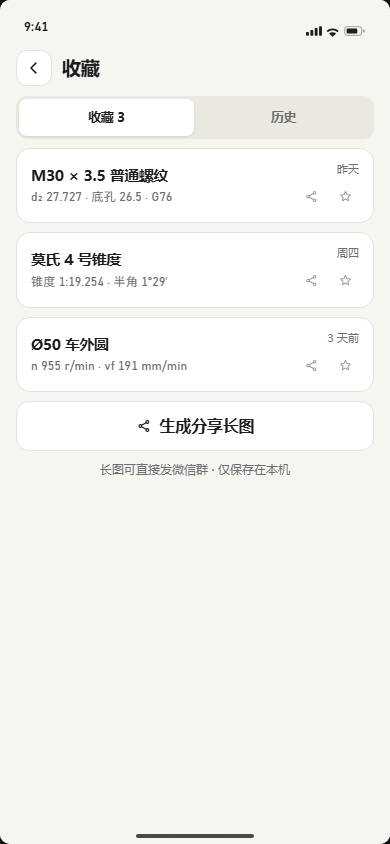 9:41
收藏
收藏 3
历史
M30 × 3.5 普通螺纹
昨天
d₂ 27.727 · 底孔 26.5 · G76
莫氏 4 号锥度
周四
锥度 1:19.254 · 半角 1°29′
Ø50 车外圆
3 天前
n 955 r/min · vf 191 mm/min
生成分享长图
长图可直接发微信群 · 仅保存在本机